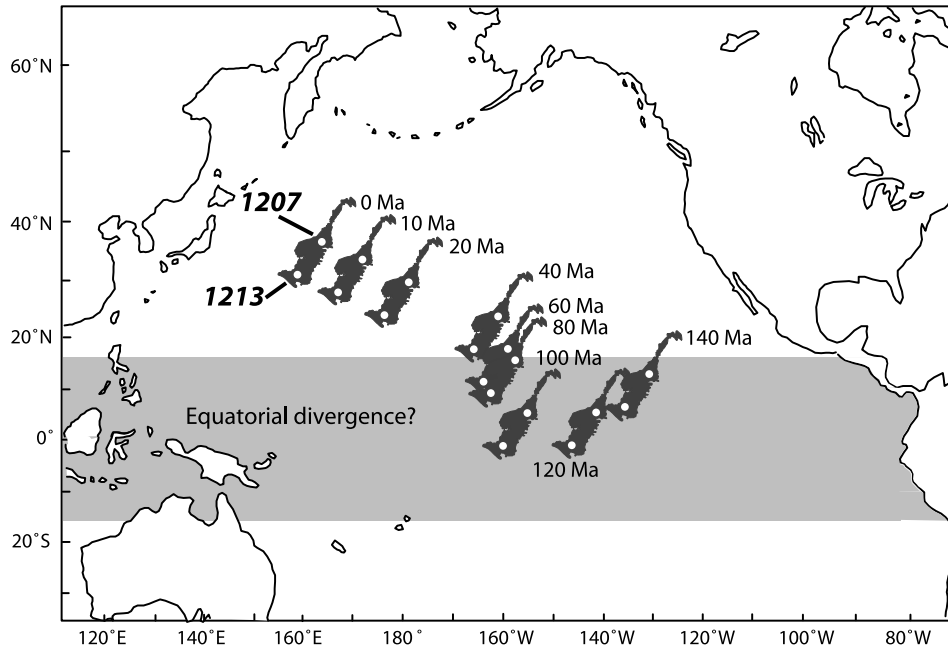 60˚N
1207
0 Ma
40˚N
10 Ma
20 Ma
1213
40 Ma
60 Ma
80 Ma
20˚N
100 Ma
140 Ma
Equatorial divergence?
0˚
120 Ma
20˚S
120˚E
140˚E
160˚E
180˚
160˚W
140˚W
120˚W
100˚W
80˚W